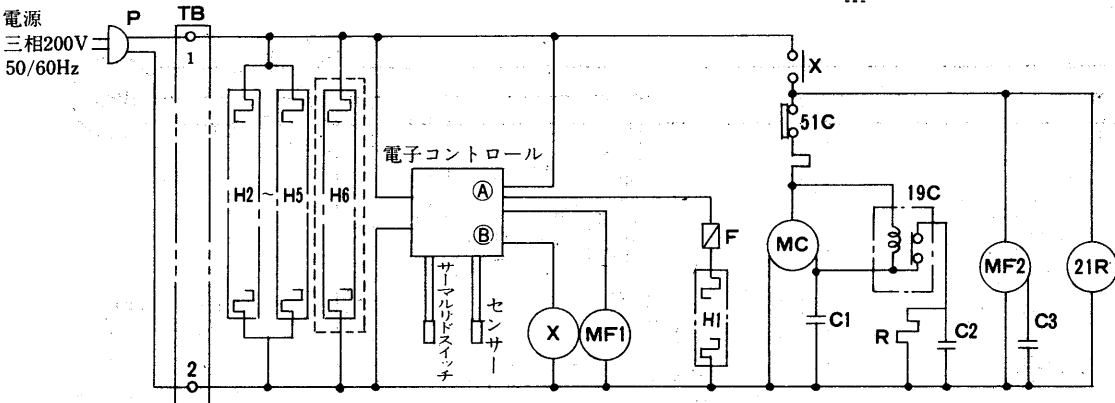 電源
三相200V
50/60Hz
P
TB
1
2
H2
~
H5
H6
電子コントロール
A
B
サーマルリドスイッチ
センサー
X
MF1
F
H1
X
51C
MC
19C
C1
R
C2
MF2
C3
21R